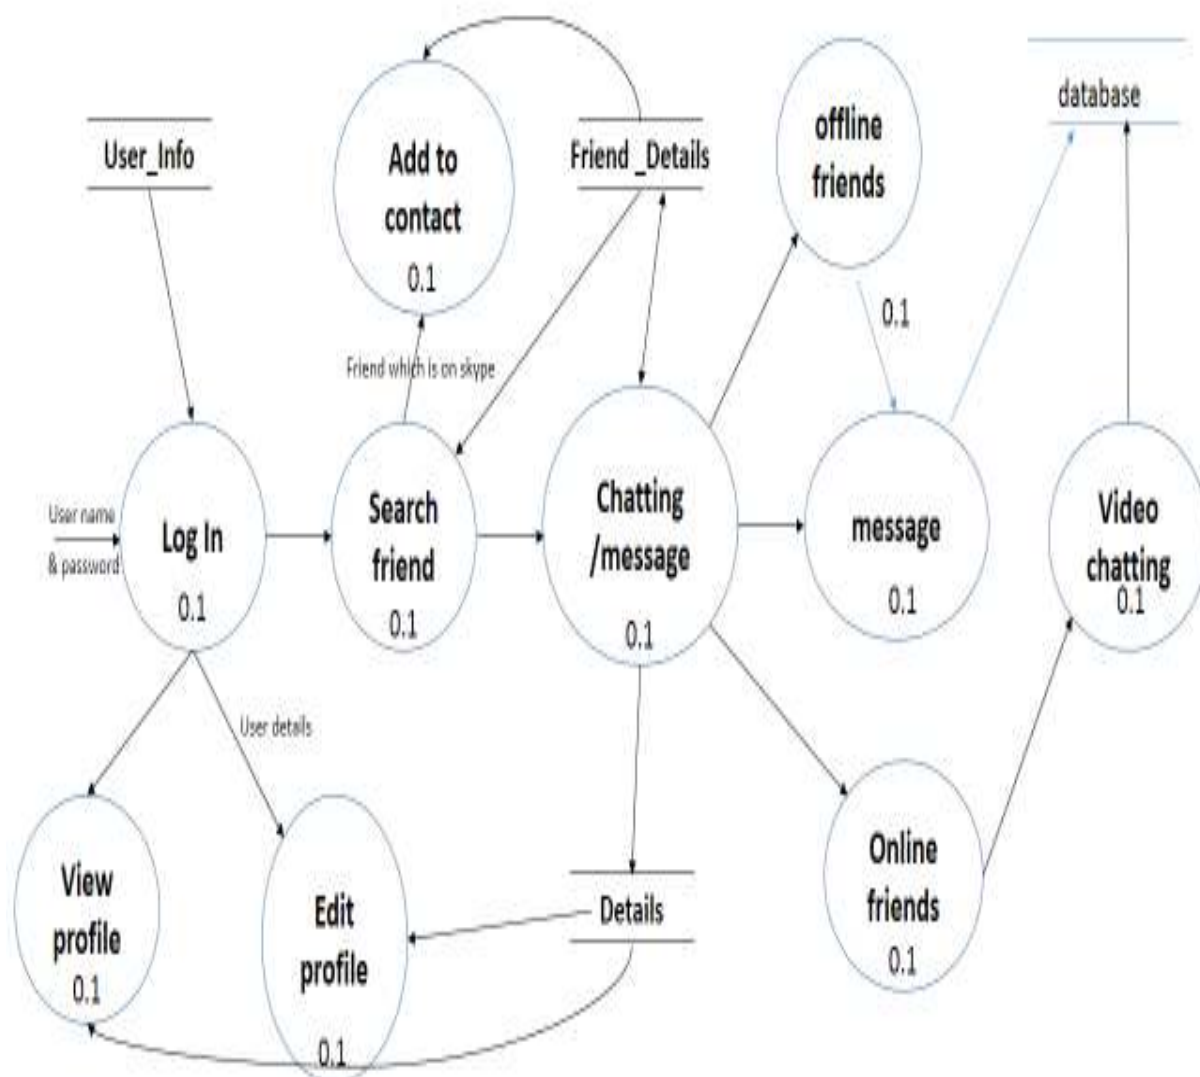 offline
friends
database
User_Info
Add to
contact
0.1
Friend _Details
0.1
Friend which is on skype
User name
& password
Log In
0.1
Search
friend
0.1
Chatting
/message
0.1
message
0.1
Video
chatting
0.1
User details
View
profile
0.1
Edit
profile
0.1
Details
Online
friends
0.1